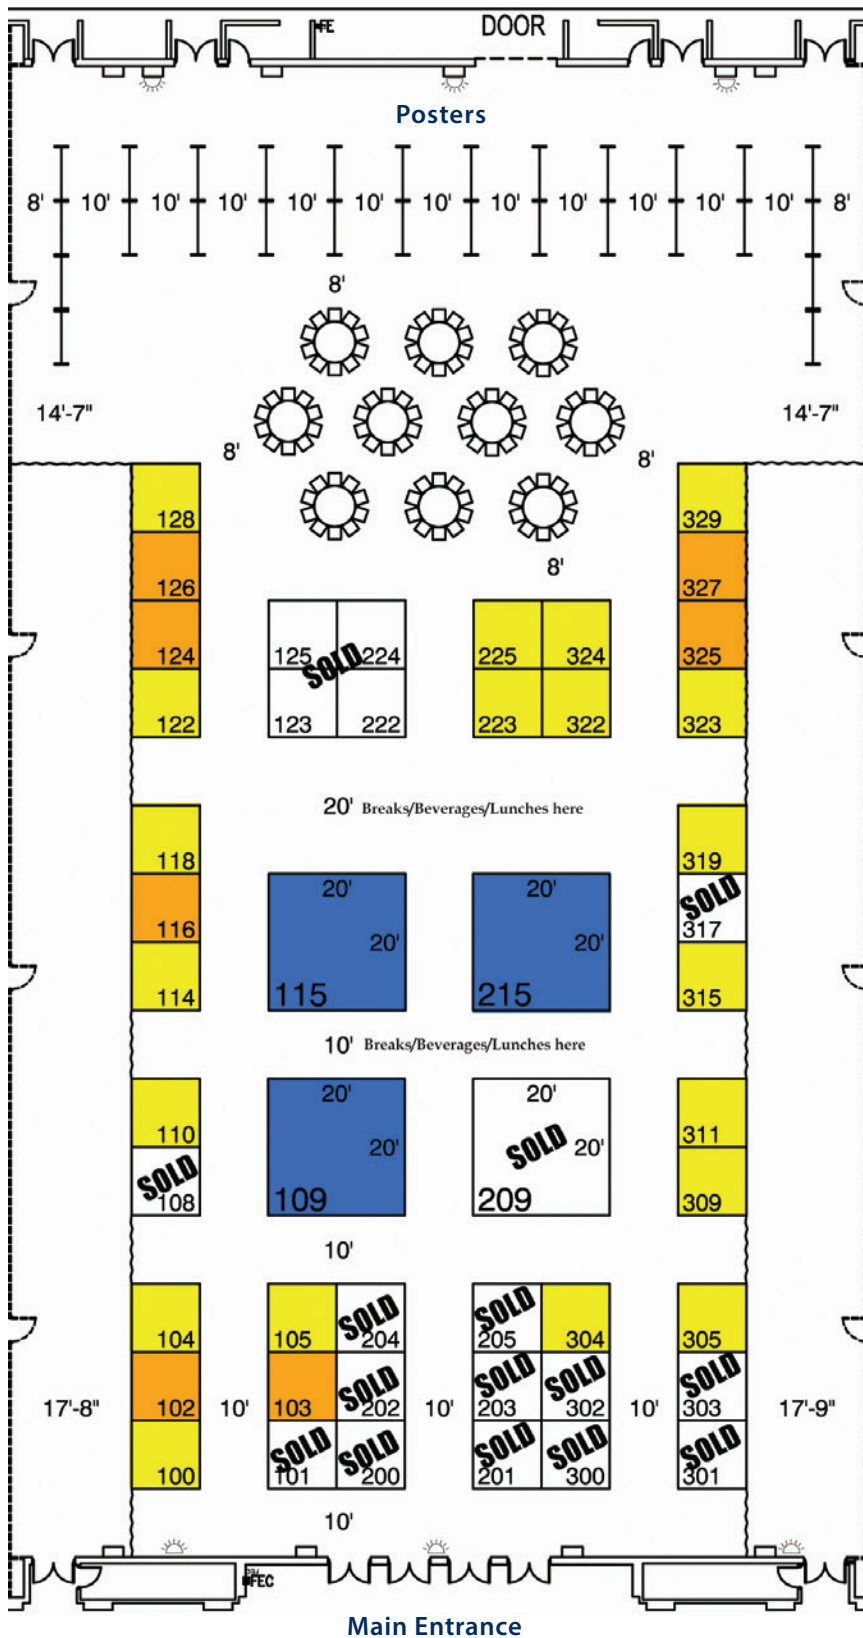 FE
DOOR
Posters
8' 10' 10' 10' 10' 10' 10' 10' 10' 10' 10' 10' 8'
8'
14'-7" 14'-7"
8' 8'
128 329
8'
126 327
124 125 SOLD 224 225 324 325
122 123 222 223 322 323
20' Breaks/Beverages/Lunches here
118 319
20' 20'
SOLD
116 20' 20' 317
114 115 215 315
10' Breaks/Beverages/Lunches here
20' 20'
110 20' SOLD 20' 311
SOLD
108 109 209 309
10'
SOLD SOLD
104 105 204 205 304 305
SOLD SOLD SOLD SOLD
17'-8" 102 10' 103 202 10' 203 302 10' 303 17'-9"
SOLD SOLD SOLD SOLD SOLD
100 101 200 201 300 301
10'
FEC
Main Entrance